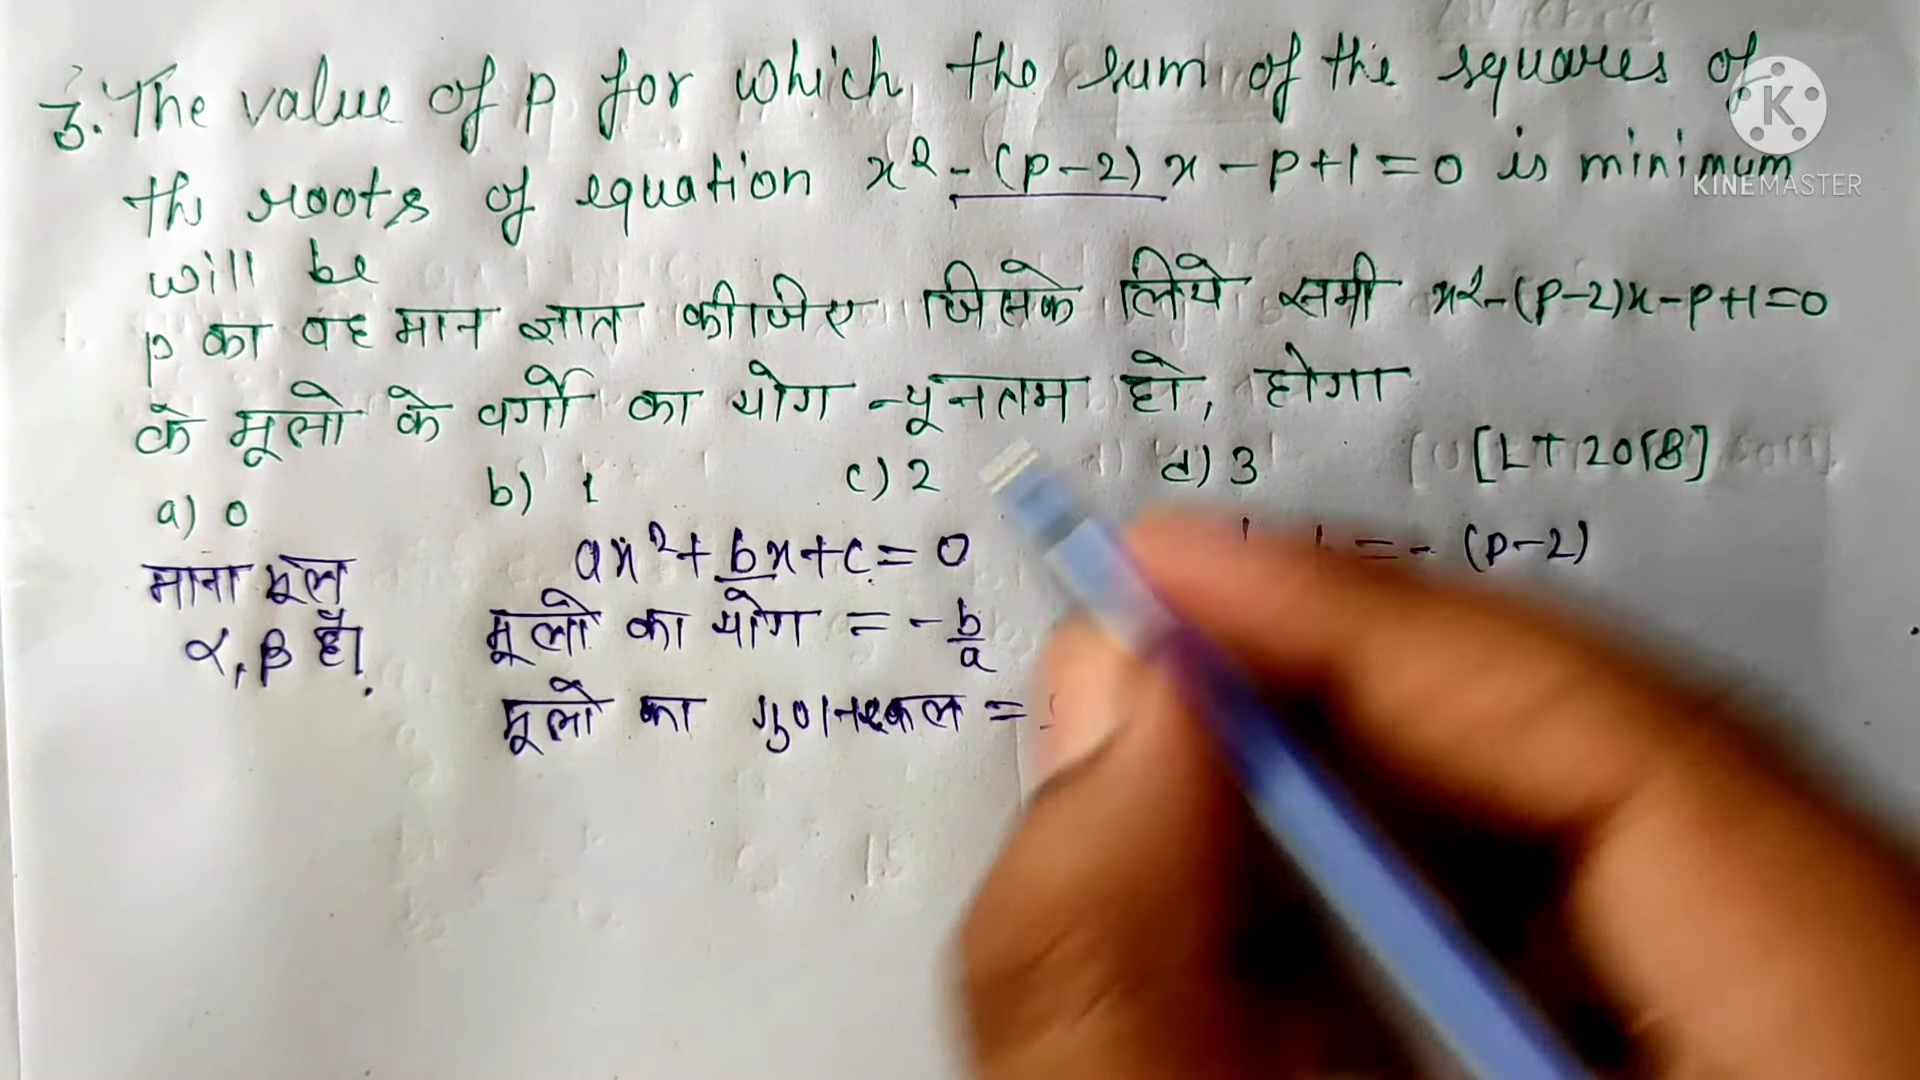 3. The value of p for which the sum of the squares of
th roots of equation x² - (p-2) x - p+1 = 0 is minimum
will be
p का वह मान ज्ञात कीजिए जिसके लिये समी x² - (p-2)x - p+1=0
के मूलो के वर्गो का योग न्यूनतम हो, होगा
a) 0 b) 1 c) 2 d) 3 [LT 2018]
माना मूल ax² + bx + c = 0 = - (p-2)
α, β है। मूलो का योग = - b/a
मूलो का गुणनफल =
K
KINEMASTER